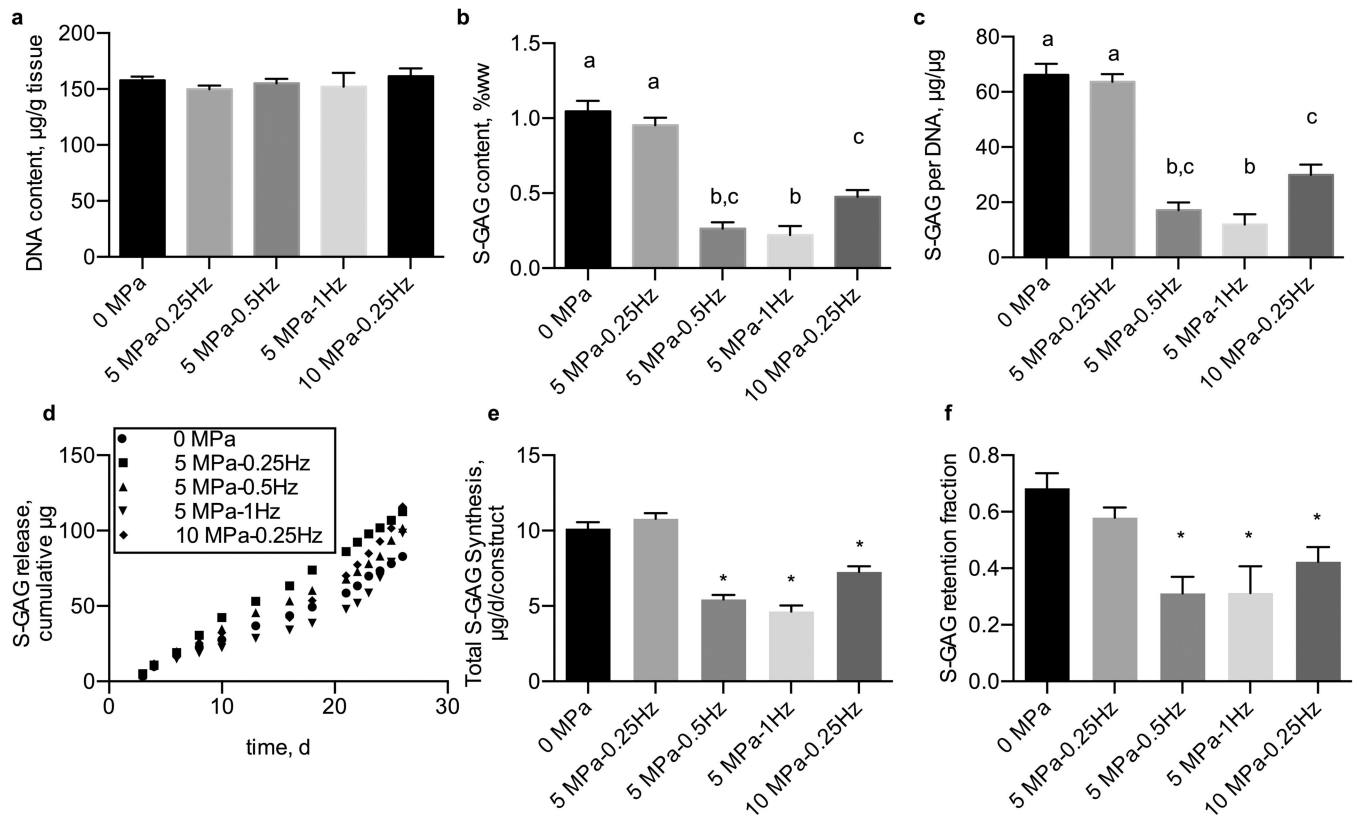 a
DNA content, µg/g tissue
200
150
100
50
0
0 MPa
5 MPa-0.25Hz
5 MPa-0.5Hz
5 MPa-1Hz
10 MPa-0.25Hz
b
S-GAG content, %ww
1.5
1.0
0.5
0.0
a
a
b,c
b
c
0 MPa
5 MPa-0.25Hz
5 MPa-0.5Hz
5 MPa-1Hz
10 MPa-0.25Hz
c
S-GAG per DNA, µg/µg
80
60
40
20
0
a
a
b,c
b
c
0 MPa
5 MPa-0.25Hz
5 MPa-0.5Hz
5 MPa-1Hz
10 MPa-0.25Hz
d
S-GAG release,
cumulative µg
150
100
50
0
0 MPa
5 MPa-0.25Hz
5 MPa-0.5Hz
5 MPa-1Hz
10 MPa-0.25Hz
0
10
20
30
time, d
e
Total S-GAG Synthesis,
µg/d/construct
15
10
5
0
*
*
*
0 MPa
5 MPa-0.25Hz
5 MPa-0.5Hz
5 MPa-1Hz
10 MPa-0.25Hz
f
S-GAG retention fraction
0.8
0.6
0.4
0.2
0.0
*
*
*
0 MPa
5 MPa-0.25Hz
5 MPa-0.5Hz
5 MPa-1Hz
10 MPa-0.25Hz